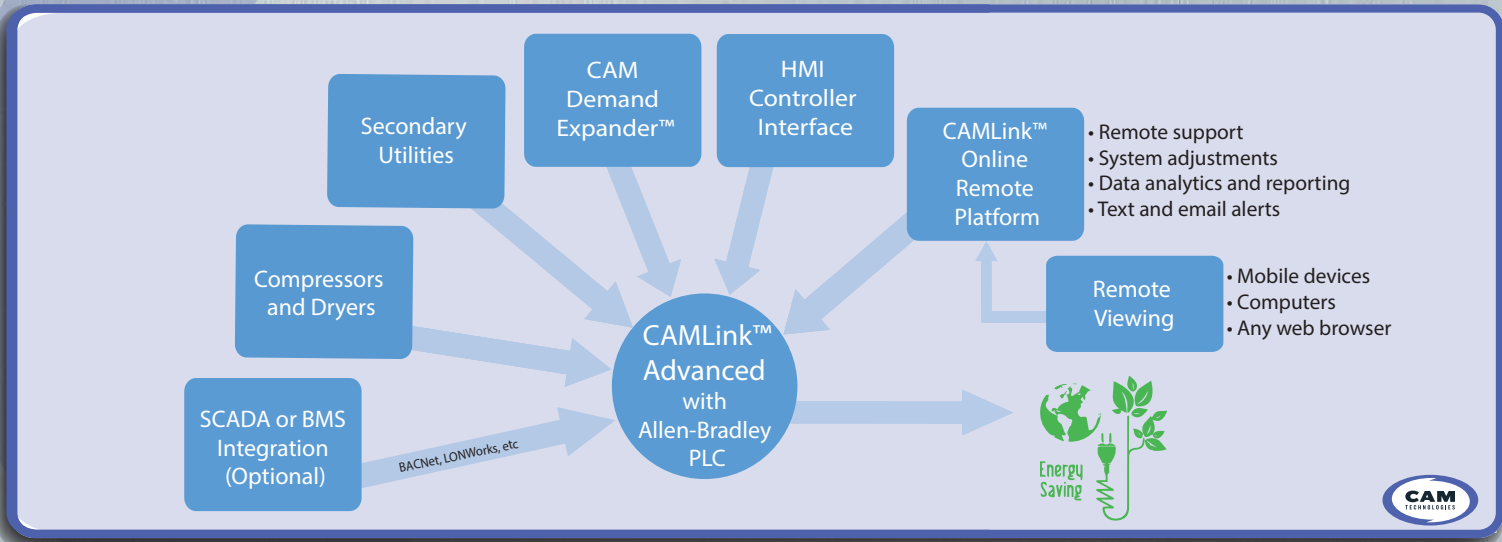 CAM
Demand
Expander™
HMI
Controller
Interface
Secondary
Utilities
CAMLink™
Online
Remote
Platform
• Remote support
• System adjustments
• Data analytics and reporting
• Text and email alerts
Compressors
and Dryers
Remote
Viewing
• Mobile devices
• Computers
• Any web browser
CAMLink™
Advanced
with
Allen-Bradley
PLC
SCADA or BMS
Integration
(Optional)
BACNet, LONWorks, etc
Energy
Saving
CAM
TECHNOLOGIES